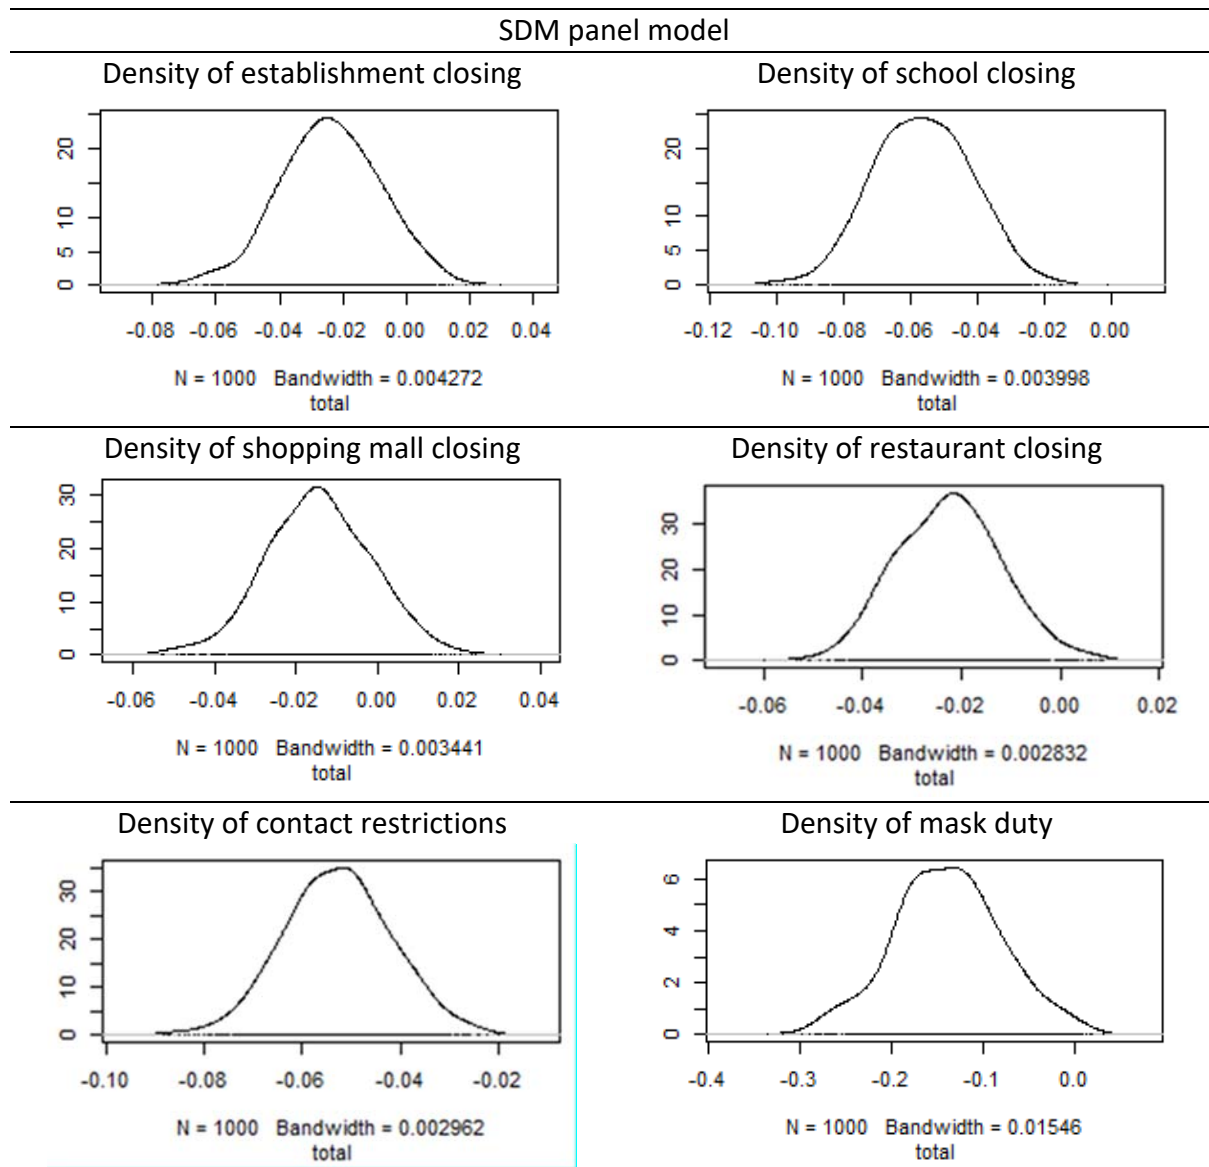 SDM panel model
Density of establishment closing
0 5 10 20
-0.08 -0.06 -0.04 -0.02 0.00 0.02 0.04
N = 1000 Bandwidth = 0.004272
total
Density of school closing
0 5 10 20
-0.12 -0.10 -0.08 -0.06 -0.04 -0.02 0.00
N = 1000 Bandwidth = 0.003998
total
Density of shopping mall closing
0 10 20 30
-0.06 -0.04 -0.02 0.00 0.02 0.04
N = 1000 Bandwidth = 0.003441
total
Density of restaurant closing
0 10 20 30
-0.06 -0.04 -0.02 0.00 0.02
N = 1000 Bandwidth = 0.002832
total
Density of contact restrictions
0 10 20 30
-0.10 -0.08 -0.06 -0.04 -0.02
N = 1000 Bandwidth = 0.002962
total
Density of mask duty
0 2 4 6
-0.4 -0.3 -0.2 -0.1 0.0
N = 1000 Bandwidth = 0.01546
total